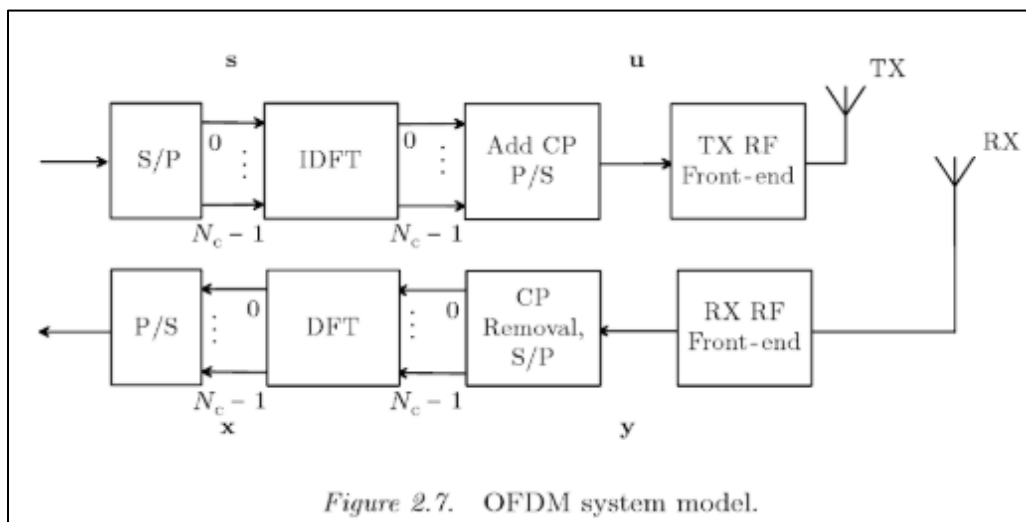 s
u
TX
RX
S/P
0
⋮
IDFT
0
⋮
Add CP
P/S
TX RF
Front-end
N_c − 1
N_c − 1
P/S
0
⋮
DFT
0
⋮
CP
Removal,
S/P
RX RF
Front-end
N_c − 1
N_c − 1
x
y
Figure 2.7. OFDM system model.